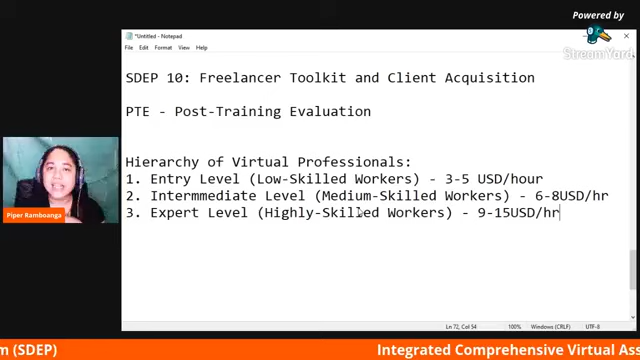 Powered by
StreamYard
*Untitled - Notepad
File Edit Format View Help
SDEP 10: Freelancer Toolkit and Client Acquisition
PTE - Post-Training Evaluation
Hierarchy of Virtual Professionals:
1. Entry Level (Low-Skilled Workers) - 3-5 USD/hour
2. Intermmediate Level (Medium-Skilled Workers) - 6-8USD/hr
3. Expert Level (Highly-Skilled Workers) - 9-15USD/hr
Piper Ramboanga
Ln 72, Col 54 100% Windows (CRLF) UTF-8
m (SDEP) Integrated Comprehensive Virtual Ass